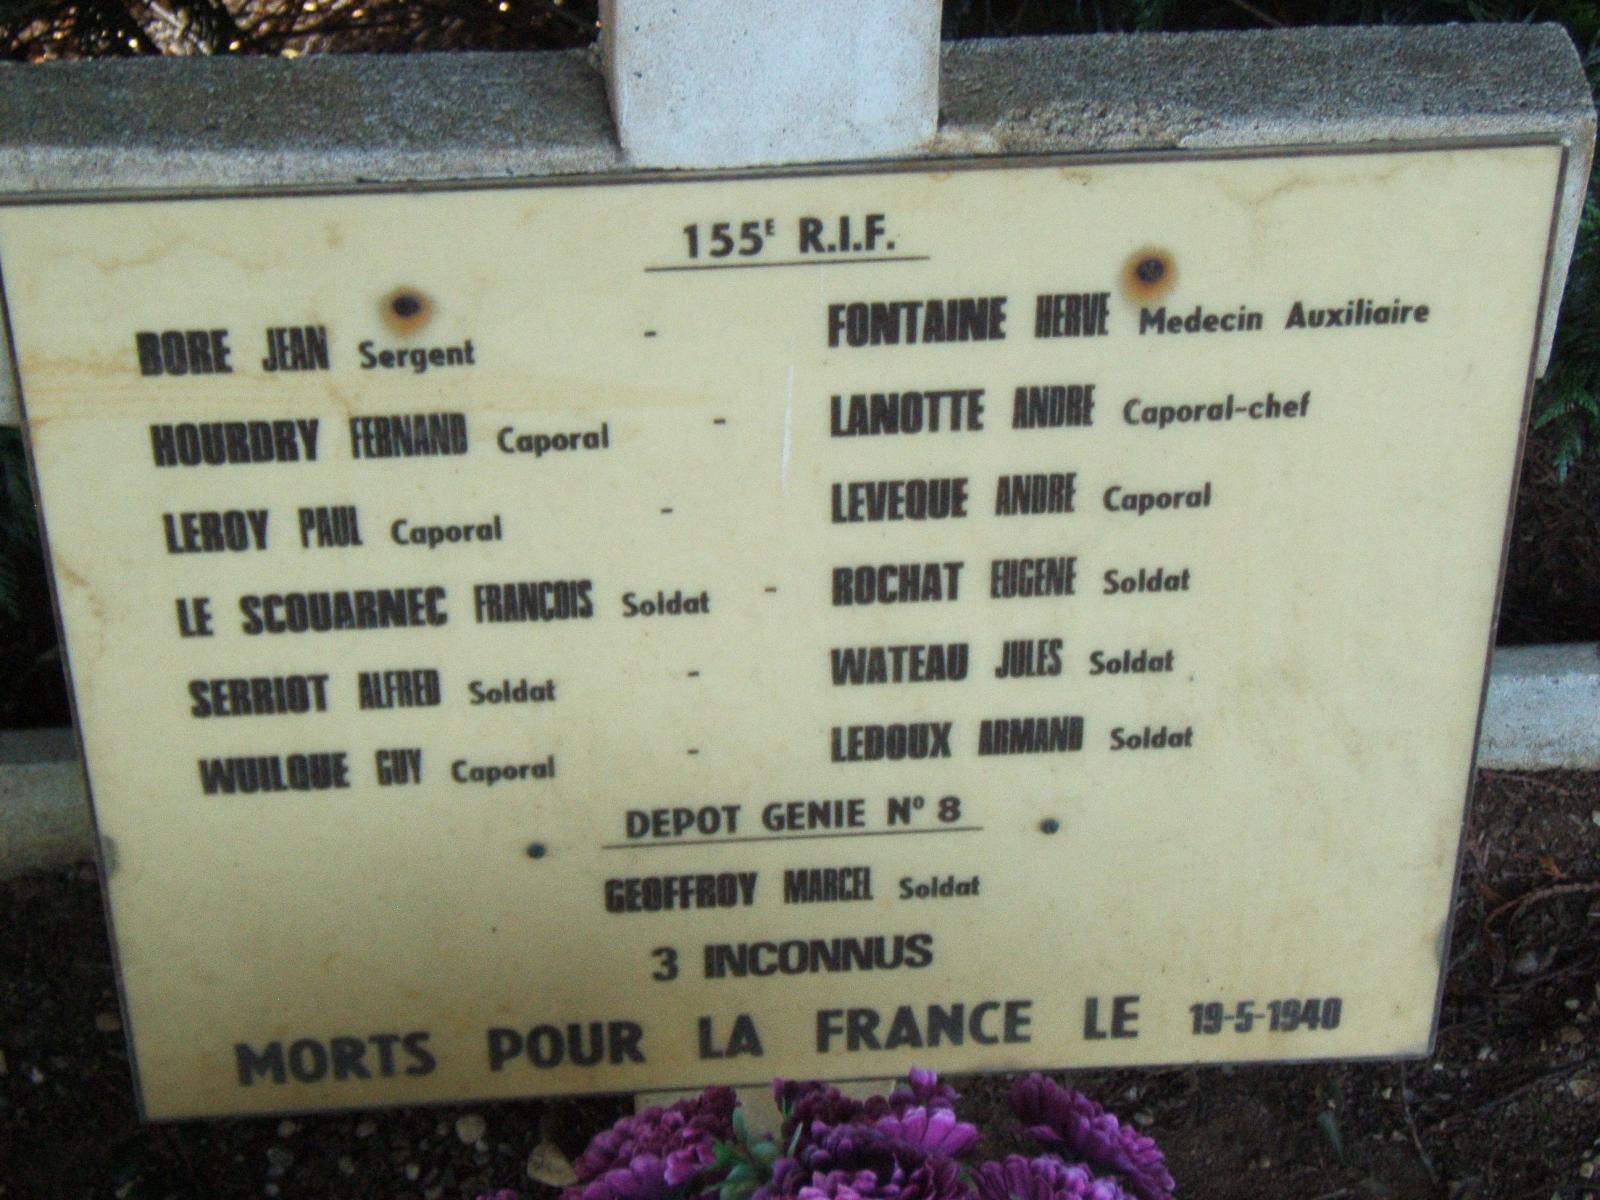 155E R.I.F.
BORE JEAN Sergent - FONTAINE HERVE Medecin Auxiliaire
HOURDRY FERNAND Caporal - LANOTTE ANDRE Caporal-chef
LEROY PAUL Caporal - LEVEQUE ANDRE Caporal
LE SCOUARNEC FRANÇOIS Soldat - ROCHAT EUGENE Soldat
SERRIOT ALFRED Soldat - WATEAU JULES Soldat
WUILQUE GUY Caporal - LEDOUX ARMAND Soldat
DEPOT GENIE No 8
GEOFFROY MARCEL Soldat
3 INCONNUS
MORTS POUR LA FRANCE LE 19-5-1940